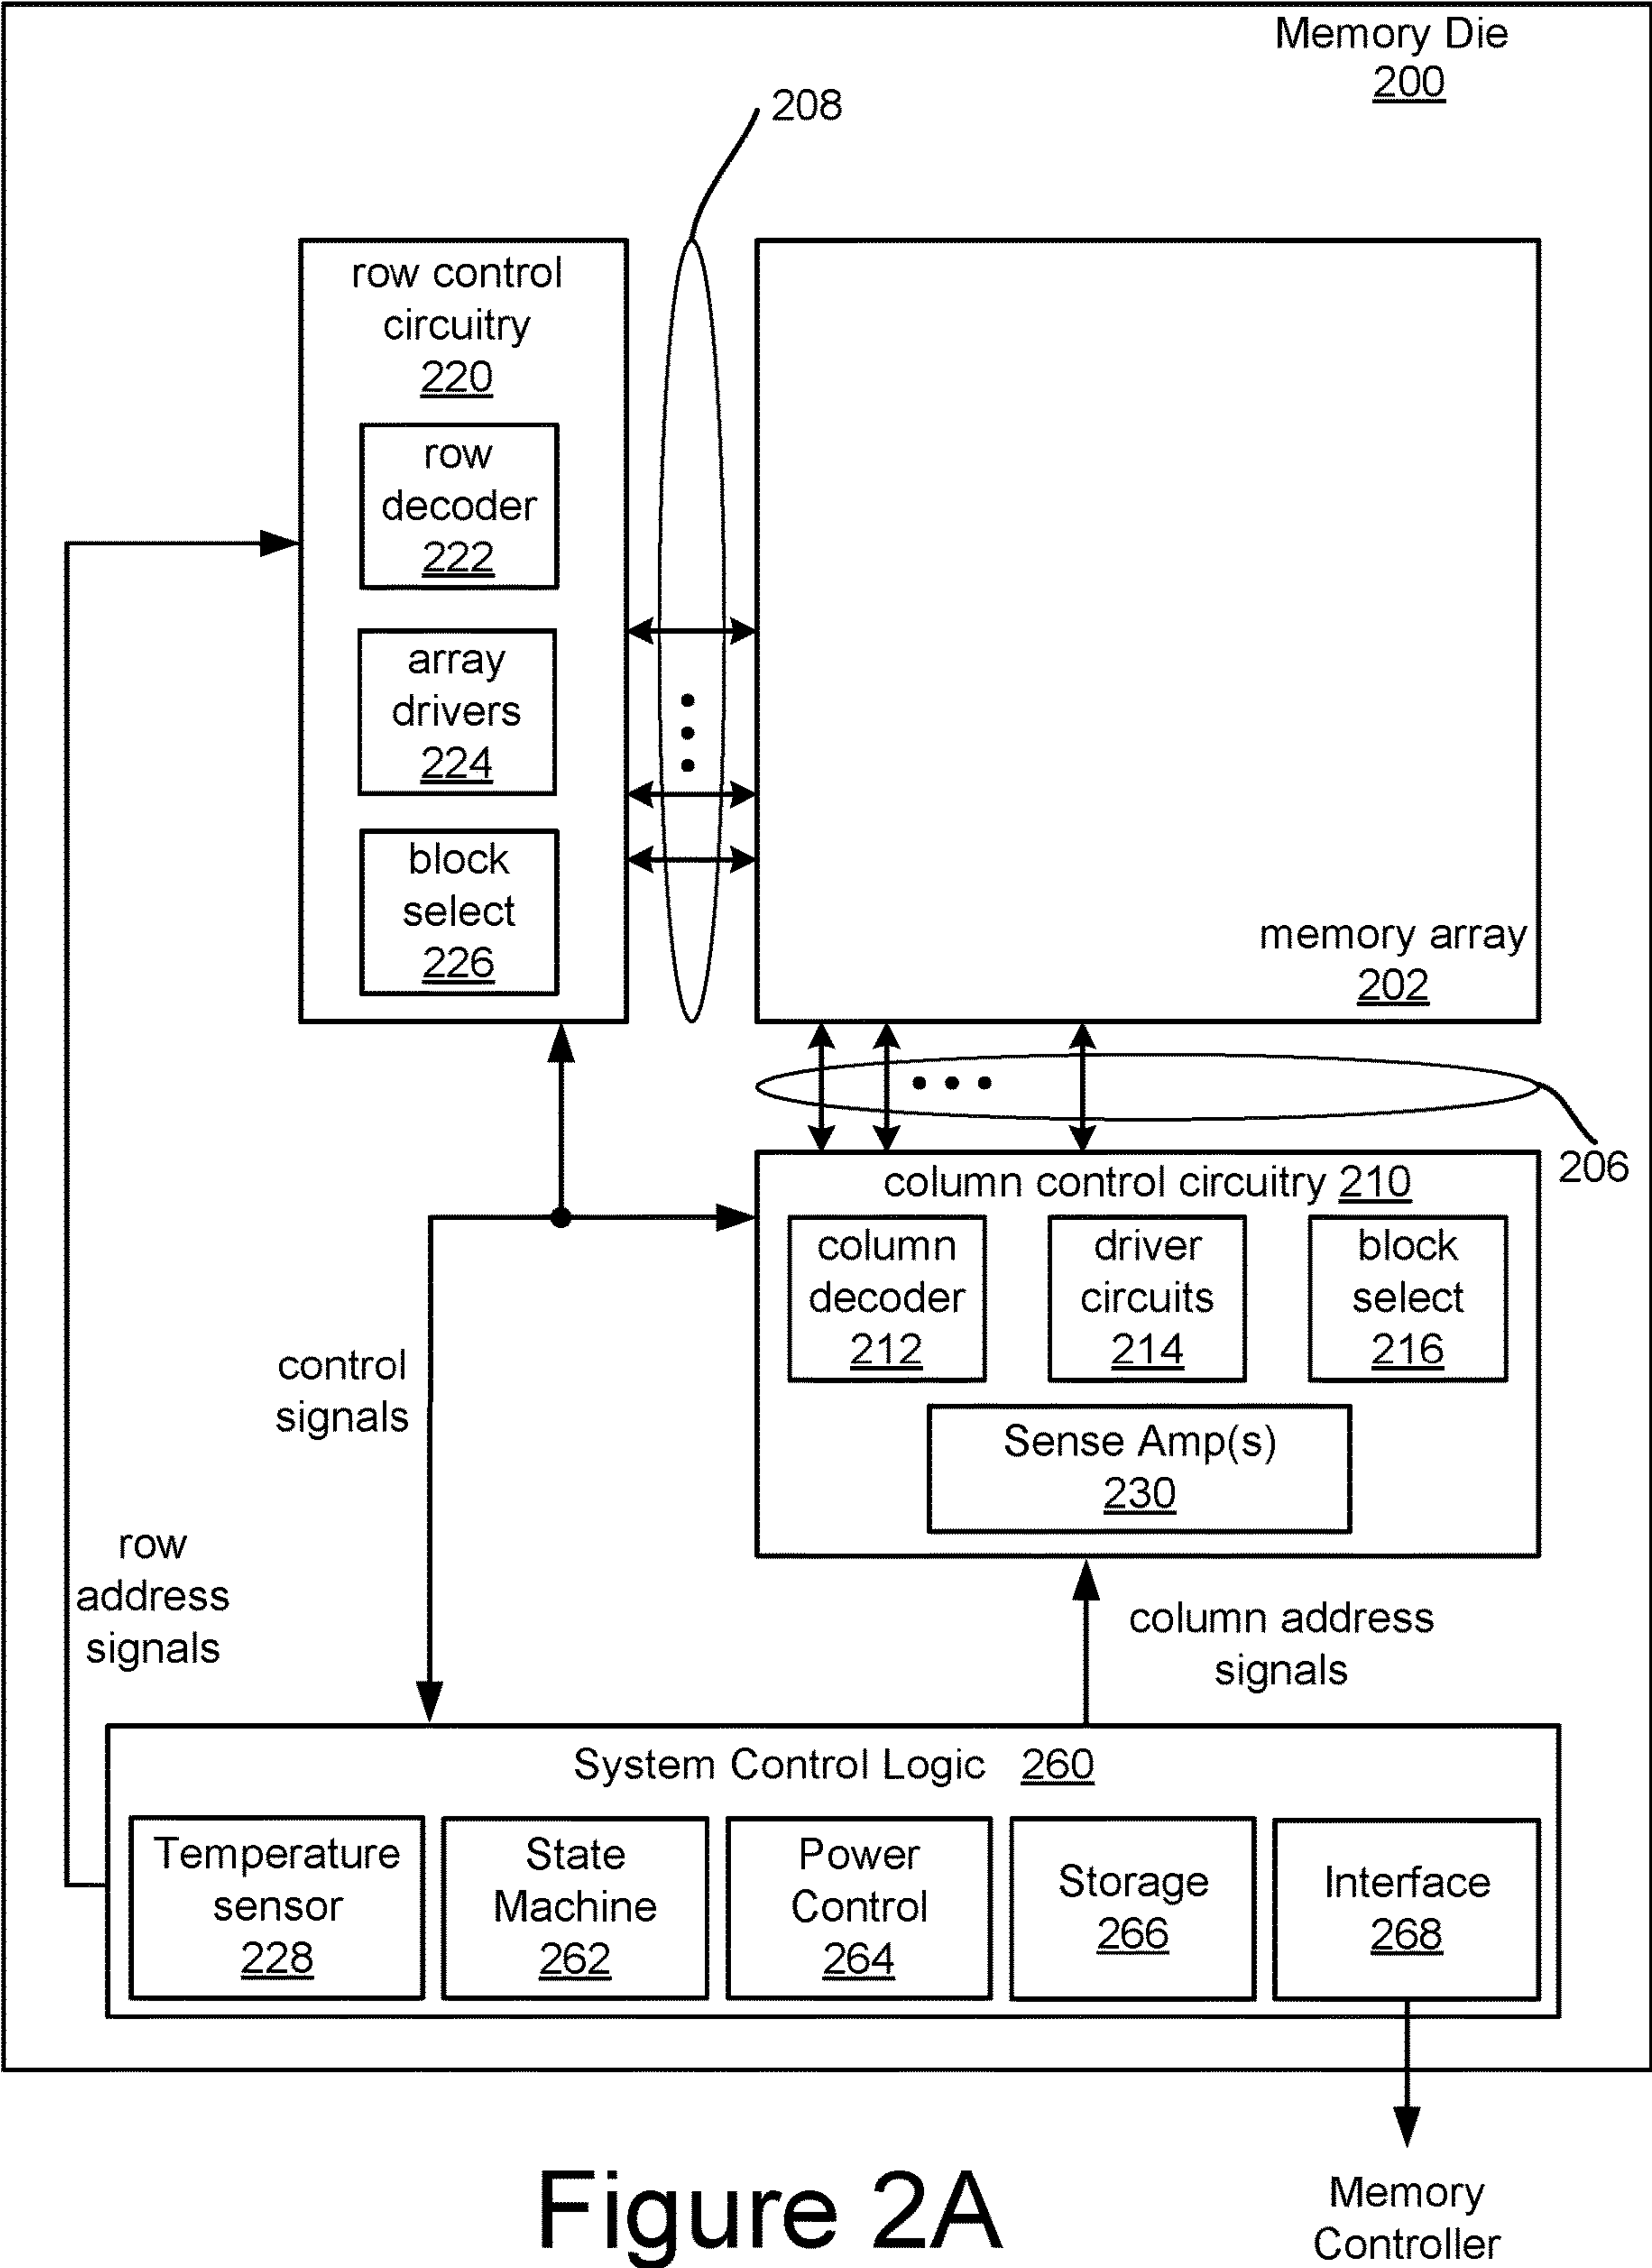 Memory Die
200
208
row control
circuitry
220
row
decoder
222
array
drivers
224
block
select
226
memory array
202
206
column control circuitry 210
column
decoder
212
driver
circuits
214
block
select
216
Sense Amp(s)
230
control
signals
row
address
signals
column address
signals
System Control Logic 260
Temperature
sensor
228
State
Machine
262
Power
Control
264
Storage
266
Interface
268
Memory
Controller
Figure 2A